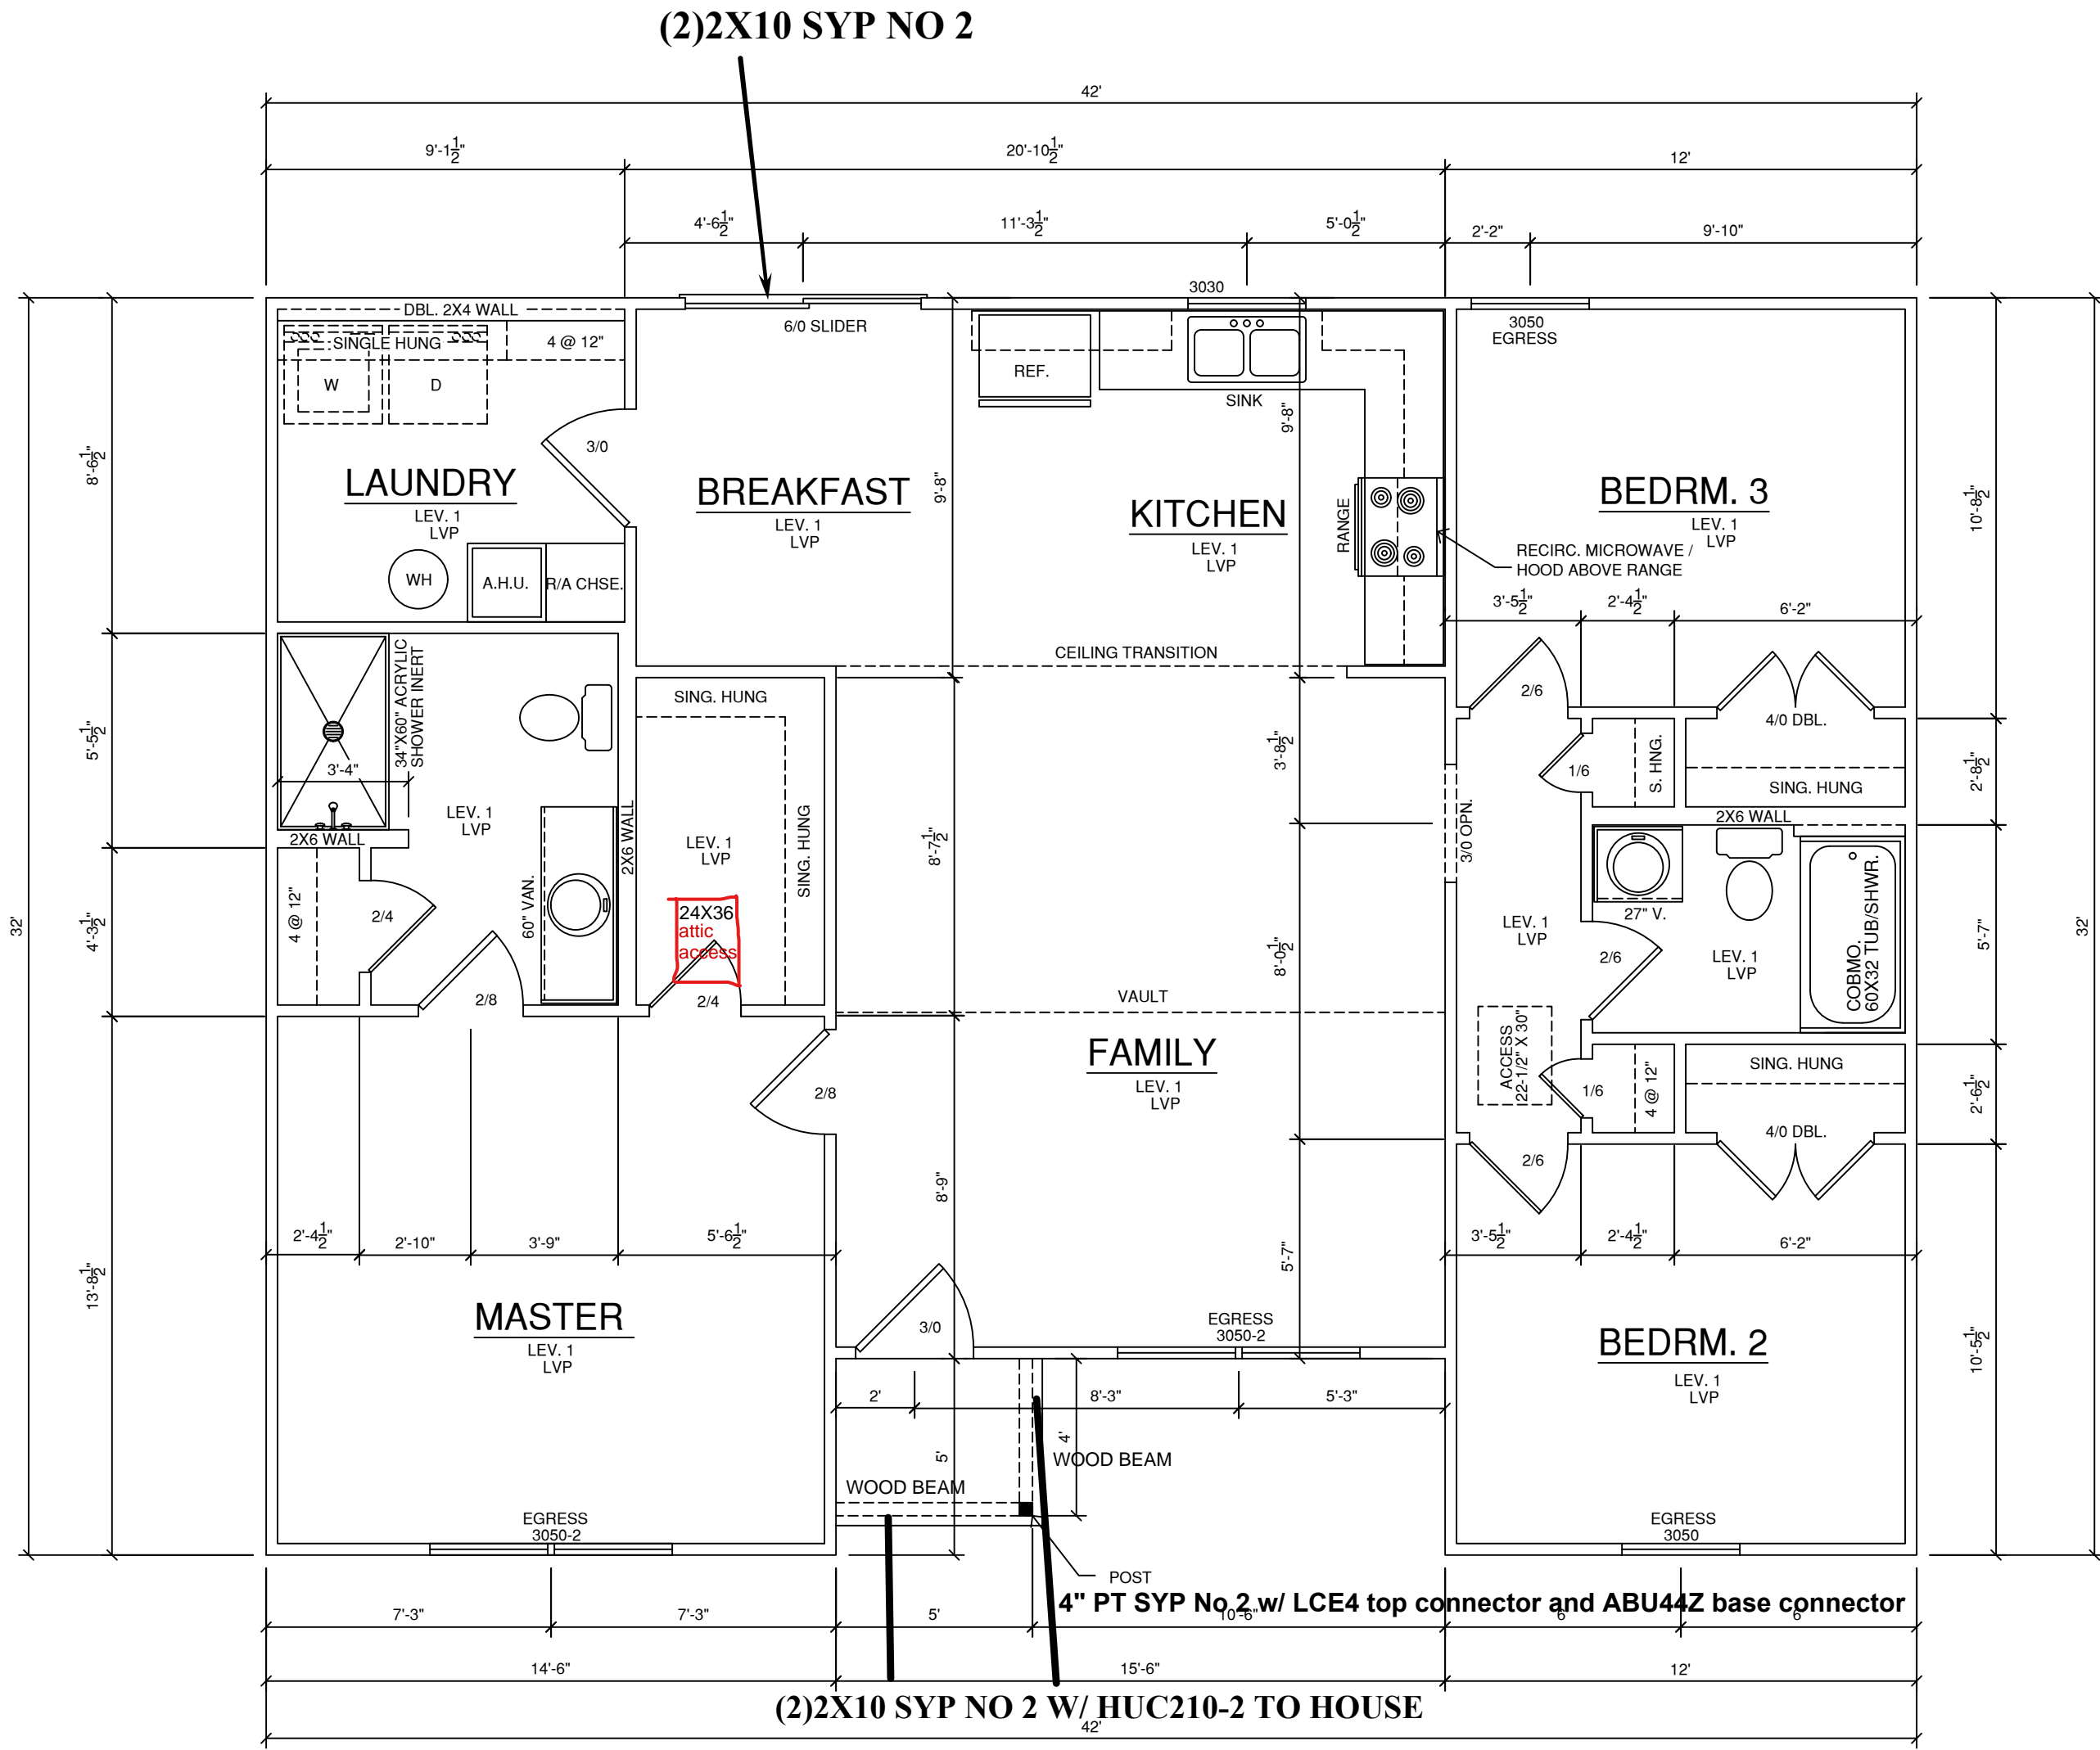 (2)2X10 SYP NO 2
42'
9'-1 1/2"
20'-10 1/2"
12'
4'-6 1/2"
11'-3 1/2"
5'-0 1/2"
2'-2"
9'-10"
3030
DBL. 2X4 WALL
6/0 SLIDER
3050
EGRESS
SINGLE HUNG
4 @ 12"
W
D
REF.
SINK
9'-8"
3/0
8'-6 1/2"
LAUNDRY
LEV. 1
LVP
BREAKFAST
LEV. 1
LVP
9'-8"
KITCHEN
LEV. 1
LVP
RANGE
BEDRM. 3
LEV. 1
LVP
10'-8 1/2"
RECIRC. MICROWAVE /
HOOD ABOVE RANGE
WH
A.H.U.
R/A CHSE.
3'-5 1/2"
2'-4 1/2"
6'-2"
CEILING TRANSITION
34"X60" ACRYLIC
SHOWER INERT
SING. HUNG
2/6
4/0 DBL.
5'-5 1/2"
3'-4"
3'-8 1/2"
1/6
S. HNG.
SING. HUNG
2'-8 1/2"
LEV. 1
LVP
2X6 WALL
2X6 WALL
2X6 WALL
LEV. 1
LVP
SING. HUNG
8'-7 1/2"
3/0 OPN.
32'
4'-3 1/2"
4 @ 12"
2/4
60" VAN.
24X36
attic
access
8'-0 1/2"
LEV. 1
LVP
27" V.
2/6
LEV. 1
LVP
COBMO.
60X32 TUB/SHWR.
5'-7"
32'
2/8
2/4
VAULT
FAMILY
LEV. 1
LVP
ACCESS
22-1/2" X 30"
1/6
4 @ 12"
SING. HUNG
2'-6 1/2"
2/8
4/0 DBL.
2/6
8'-9"
2'-4 1/2"
2'-10"
3'-9"
5'-6 1/2"
5'-7"
3'-5 1/2"
2'-4 1/2"
6'-2"
13'-8 1/2"
MASTER
LEV. 1
LVP
3/0
EGRESS
3050-2
BEDRM. 2
LEV. 1
LVP
10'-5 1/2"
2'
8'-3"
5'-3"
4'
5'
WOOD BEAM
WOOD BEAM
EGRESS
3050-2
EGRESS
3050
POST
4" PT SYP No 2 w/ LCE4 top connector and ABU44Z base connector
7'-3"
7'-3"
5'
10'-6"
6'
6'
14'-6"
15'-6"
12'
(2)2X10 SYP NO 2 W/ HUC210-2 TO HOUSE
42'